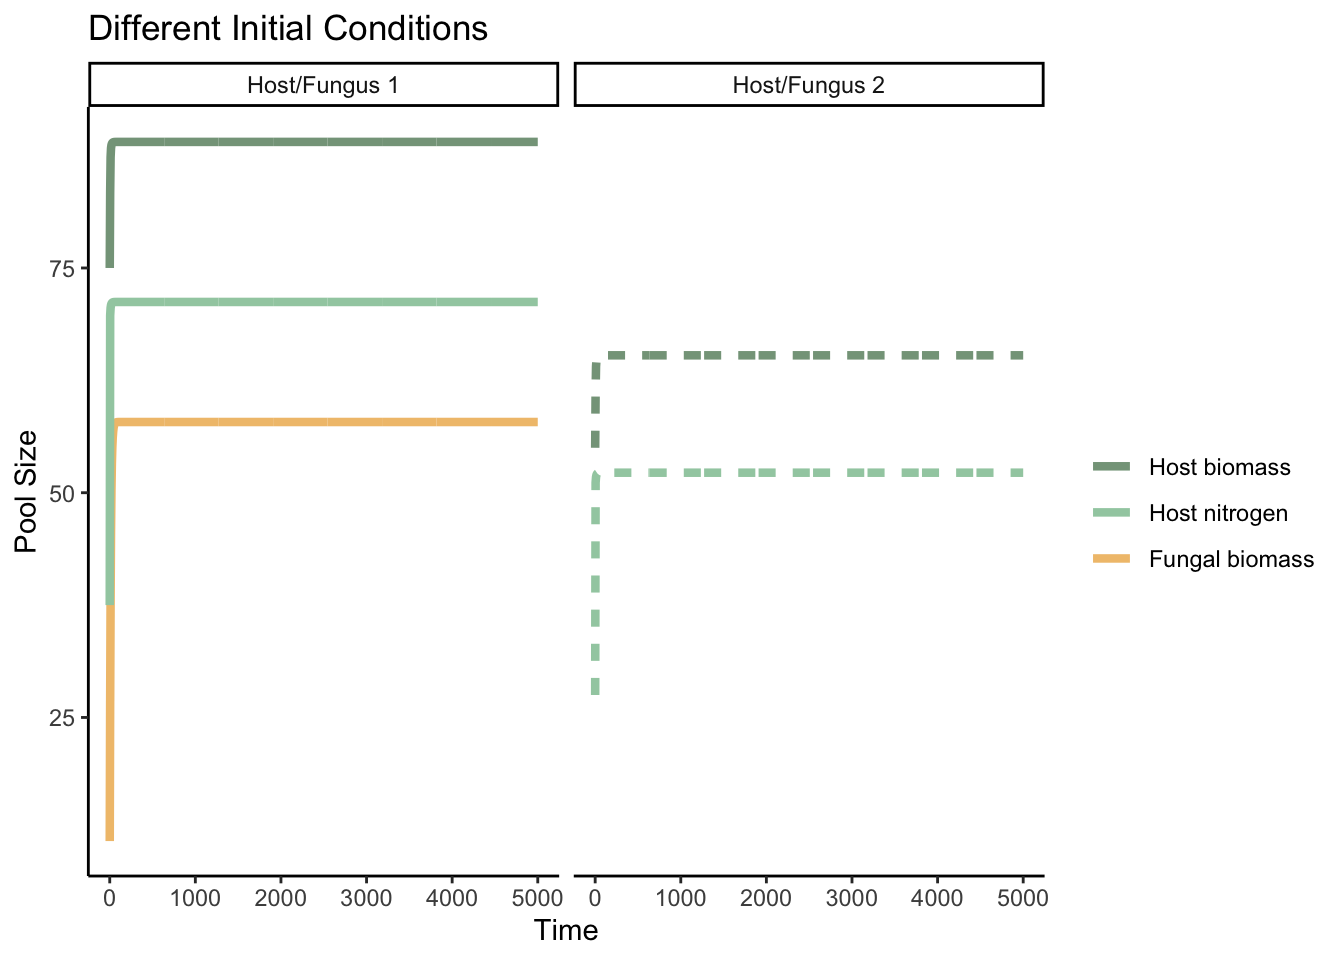 Different Initial Conditions
Host/Fungus 1
Host/Fungus 2
Pool Size
75
50
25
0 1000 2000 3000 4000 5000
0 1000 2000 3000 4000 5000
Time
Host biomass
Host nitrogen
Fungal biomass